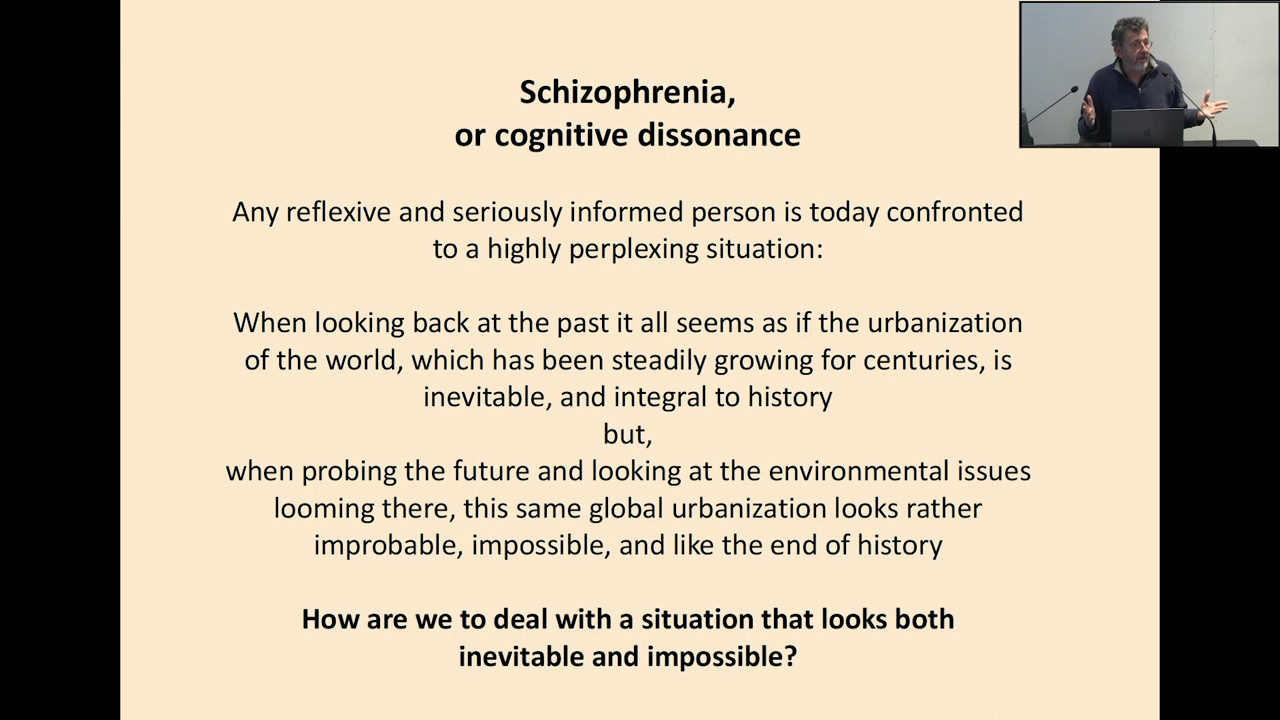 Schizophrenia,
or cognitive dissonance
Any reflexive and seriously informed person is today confronted
to a highly perplexing situation:
When looking back at the past it all seems as if the urbanization
of the world, which has been steadily growing for centuries, is
inevitable, and integral to history
but,
when probing the future and looking at the environmental issues
looming there, this same global urbanization looks rather
improbable, impossible, and like the end of history
How are we to deal with a situation that looks both
inevitable and impossible?